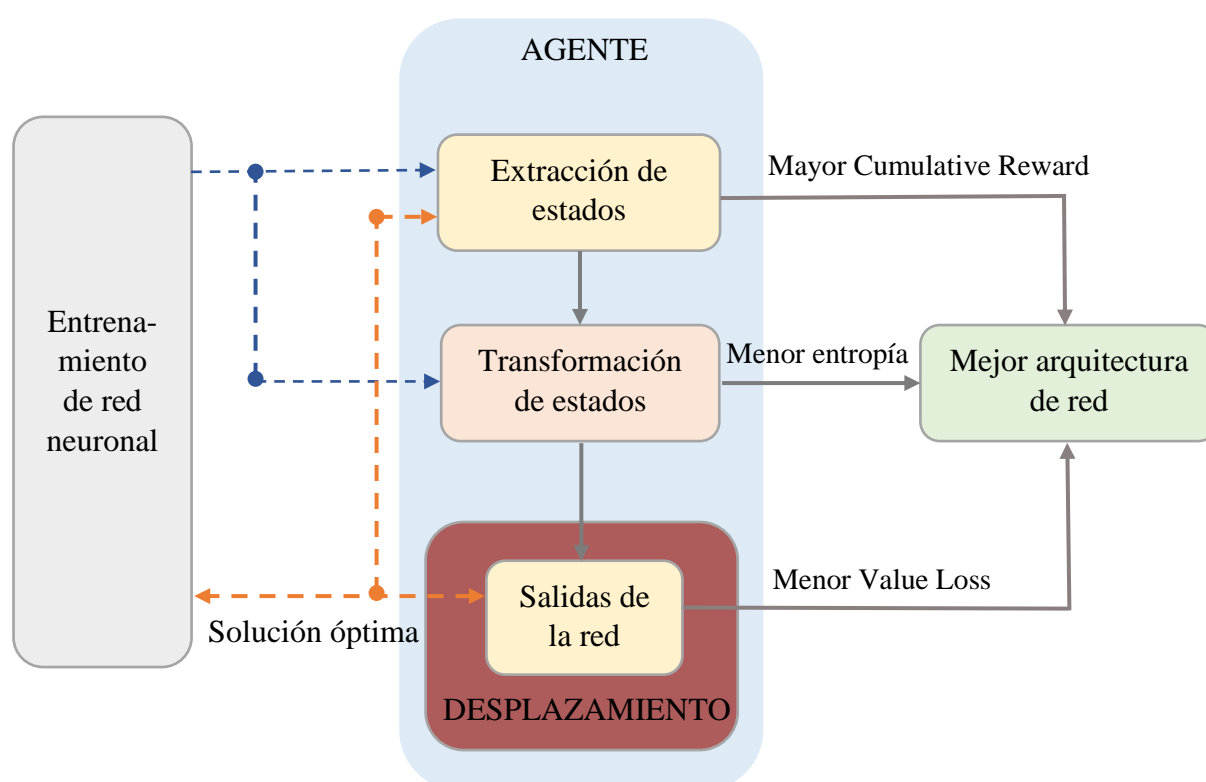 AGENTE
Extracción de
estados
Mayor Cumulative Reward
Entrena-
miento
de red
neuronal
Transformación
de estados
Menor entropía
Mejor arquitectura
de red
Salidas de
la red
Menor Value Loss
Solución óptima
DESPLAZAMIENTO